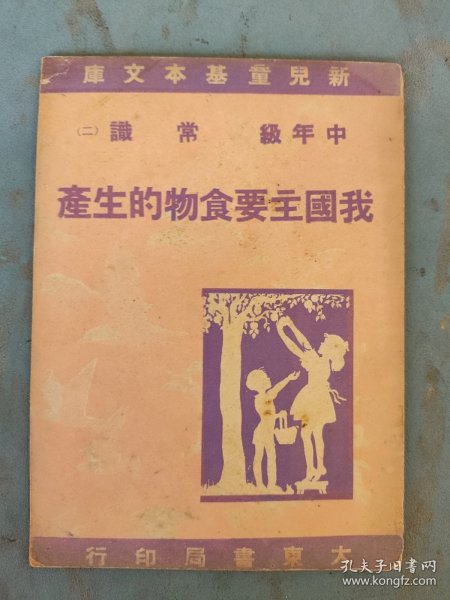 新兒童基本文庫
中年級 常識 ㈡
我國主要食物的生產
大東書局印行
孔夫子旧书网
www.kongfz.com